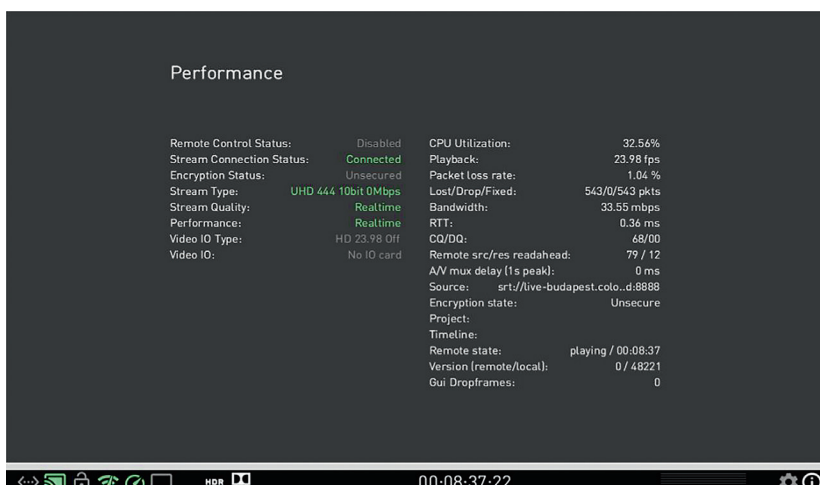 Performance
Remote Control Status: Disabled
Stream Connection Status: Connected
Encryption Status: Unsecured
Stream Type: UHD 444 10bit 0Mbps
Stream Quality: Realtime
Performance: Realtime
Video IO Type: HD 23.98 Off
Video IO: No IO card
CPU Utilization: 32.56%
Playback: 23.98 fps
Packet loss rate: 1.04 %
Lost/Drop/Fixed: 543/0/543 pkts
Bandwidth: 33.55 mbps
RTT: 0.36 ms
CQ/DQ: 68/00
Remote src/res readahead: 79 / 12
A/V mux delay (1s peak): 0 ms
Source: srt://live-budapest.colo..d:8888
Encryption state: Unsecure
Project:
Timeline:
Remote state: playing / 00:08:37
Version (remote/local): 0 / 48221
Gui Dropframes: 0
HDR 00:08:37:22